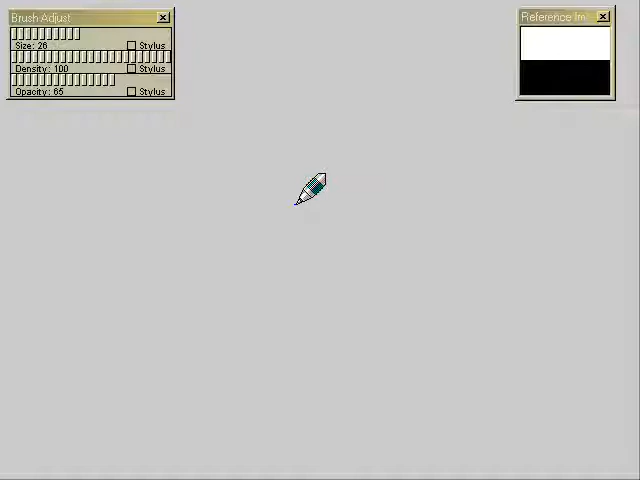 Brush Adjust
Size: 26 Stylus
Density: 100 Stylus
Opacity: 65 Stylus
Reference Im